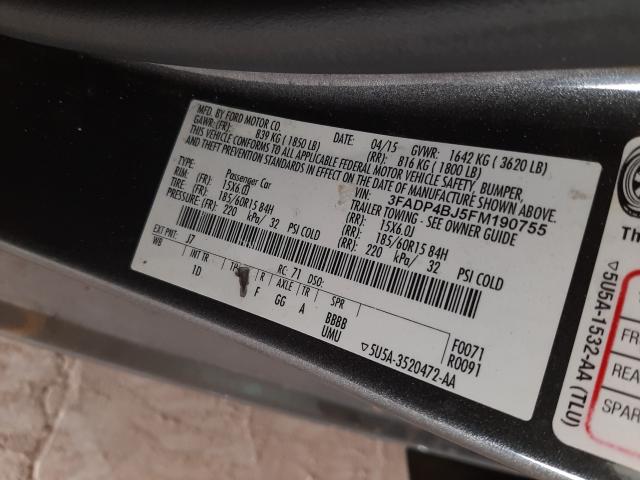 MFD. BY FORD MOTOR CO.
DATE: 04/15 GVWR: 1642 KG ( 3620 LB)
GAWR: (FR): 839 KG ( 1850 LB) (RR): 816 KG ( 1800 LB)
THIS VEHICLE CONFORMS TO ALL APPLICABLE FEDERAL MOTOR VEHICLE SAFETY, BUMPER,
AND THEFT PREVENTION STANDARDS IN EFFECT ON THE DATE OF MANUFACTURE SHOWN ABOVE.
VIN: 3FADP4BJ5FM190755
TYPE: Passenger Car TRAILER TOWING - SEE OWNER GUIDE
RIM: (FR): 15X6.0J 15X6.0J
TIRE: (FR): 185/60R15 84H (RR): 185/60R15 84H
PRESSURE: (FR): 220 kPa/ 32 PSI COLD (RR): 220 kPa/ 32 PSI COLD
EXT PNT: J7 RC: 71 DSO:
WB INT TR R AXLE TR SPR
1D F GG A BBBB
UMU
F0071
R0091
▽5U5A-3520472-AA
▽5U5A-1532-AA (TLU)
Th
FR
REA
SPAR